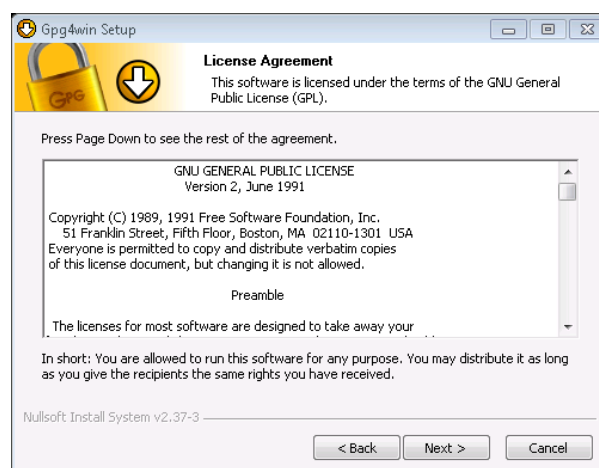 Gpg4win Setup
GPG
License Agreement
This software is licensed under the terms of the GNU General
Public License (GPL).
Press Page Down to see the rest of the agreement.
GNU GENERAL PUBLIC LICENSE
Version 2, June 1991
Copyright (C) 1989, 1991 Free Software Foundation, Inc.
51 Franklin Street, Fifth Floor, Boston, MA 02110-1301 USA
Everyone is permitted to copy and distribute verbatim copies
of this license document, but changing it is not allowed.
Preamble
The licenses for most software are designed to take away your
In short: You are allowed to run this software for any purpose. You may distribute it as long
as you give the recipients the same rights you have received.
Nullsoft Install System v2.37-3
< Back
Next >
Cancel